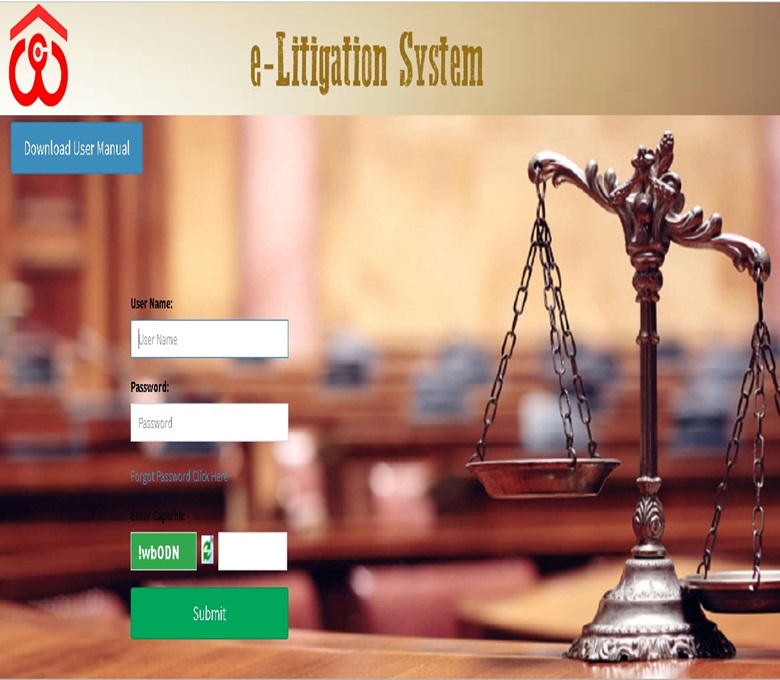 e-Litigation System
Download User Manual
User Name:
User Name
Password:
Password
Forgot Password Click Here
Enter Captcha:
!wbODN
Submit